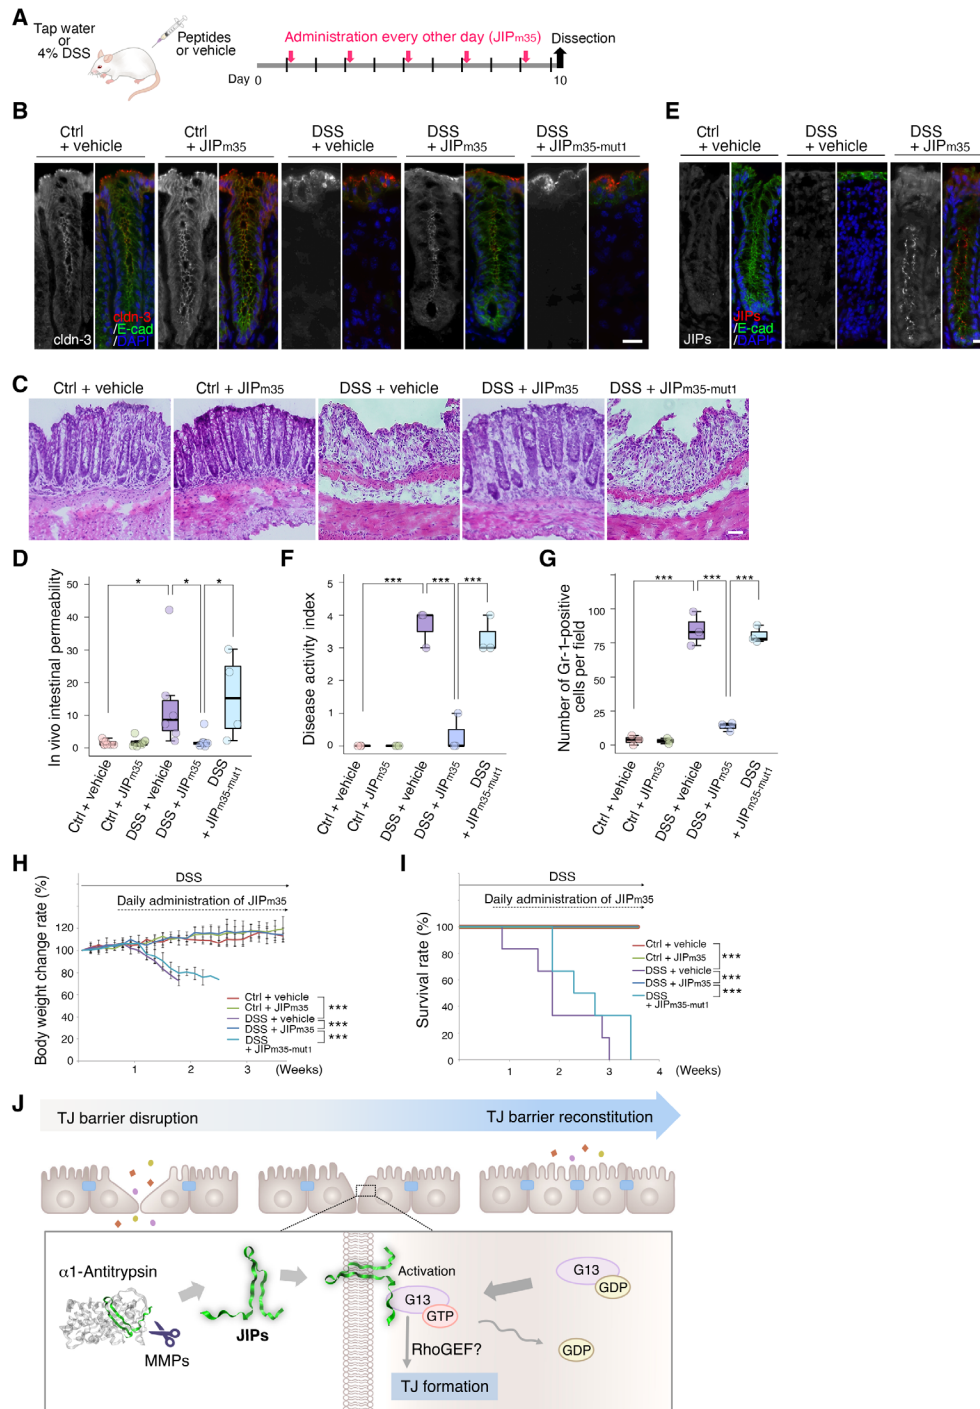 A
Tap water
or
4% DSS
Peptides
or vehicle
Administration every other day (JIPm35)
Dissection
Day 0
10
B
Ctrl
+ vehicle
Ctrl
+ JIPm35
DSS
+ vehicle
DSS
+ JIPm35
DSS
+ JIPm35-mut1
cldn-3
cldn-3
/E-cad
/DAPI
E
Ctrl
+ vehicle
DSS
+ vehicle
DSS
+ JIPm35
JIPs
JIPs
/E-cad
/DAPI
C
Ctrl + vehicle
Ctrl + JIPm35
DSS + vehicle
DSS + JIPm35
DSS + JIPm35-mut1
D
In vivo intestinal permeability
50
40
30
20
10
0
* * *
Ctrl + vehicle
Ctrl + JIPm35
DSS + vehicle
DSS + JIPm35
DSS
+ JIPm35-mut1
F
Disease activity index
5
4
3
2
1
0
*** *** ***
Ctrl + vehicle
Ctrl + JIPm35
DSS + vehicle
DSS + JIPm35
DSS
+ JIPm35-mut1
G
Number of Gr-1–positive
cells per field
100
75
50
25
0
*** *** ***
Ctrl + vehicle
Ctrl + JIPm35
DSS + vehicle
DSS + JIPm35
DSS
+ JIPm35-mut1
H
Body weight change rate (%)
DSS
Daily administration of JIPm35
120
100
80
60
40
20
0
Ctrl + vehicle
Ctrl + JIPm35
DSS + vehicle
DSS + JIPm35
DSS
+ JIPm35-mut1
***
***
***
1 2 3 (Weeks)
I
Survival rate (%)
DSS
Daily administration of JIPm35
100
80
60
40
20
0
Ctrl + vehicle
Ctrl + JIPm35
DSS + vehicle
DSS + JIPm35
DSS
+ JIPm35-mut1
***
***
***
1 2 3 4 (Weeks)
J
TJ barrier disruption
TJ barrier reconstitution
α1-Antitrypsin
MMPs
JIPs
Activation
G13
GTP
G13
GDP
RhoGEF?
GDP
TJ formation